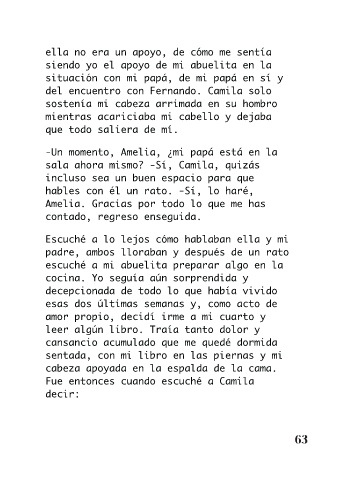 ella no era un apoyo, de cómo me sentía
siendo yo el apoyo de mi abuelita en la
situación con mi papá, de mi papá en sí y
del encuentro con Fernando. Camila solo
sostenía mi cabeza arrimada en su hombro
mientras acariciaba mi cabello y dejaba
que todo saliera de mí.
-Un momento, Amelia, ¿mi papá está en la
sala ahora mismo? -Sí, Camila, quizás
incluso sea un buen espacio para que
hables con él un rato. -Sí, lo haré,
Amelia. Gracias por todo lo que me has
contado, regreso enseguida.
Escuché a lo lejos cómo hablaban ella y mi
padre, ambos lloraban y después de un rato
escuché a mi abuelita preparar algo en la
cocina. Yo seguía aún sorprendida y
decepcionada de todo lo que había vivido
esas dos últimas semanas y, como acto de
amor propio, decidí irme a mi cuarto y
leer algún libro. Traía tanto dolor y
cansancio acumulado que me quedé dormida
sentada, con mi libro en las piernas y mi
cabeza apoyada en la espalda de la cama.
Fue entonces cuando escuché a Camila
decir:
63